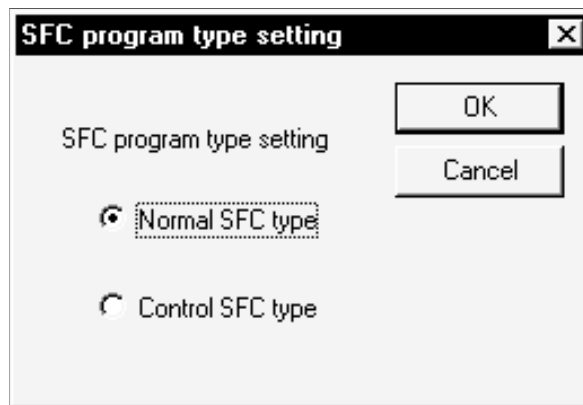 SFC program type setting
OK
SFC program type setting
Cancel
Normal SFC type
Control SFC type